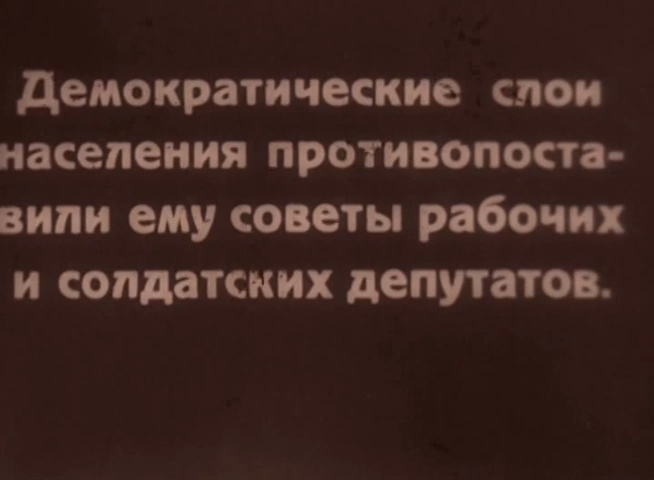 Демократические слои
населения противопоста-
вили ему советы рабочих
и солдатских депутатов.